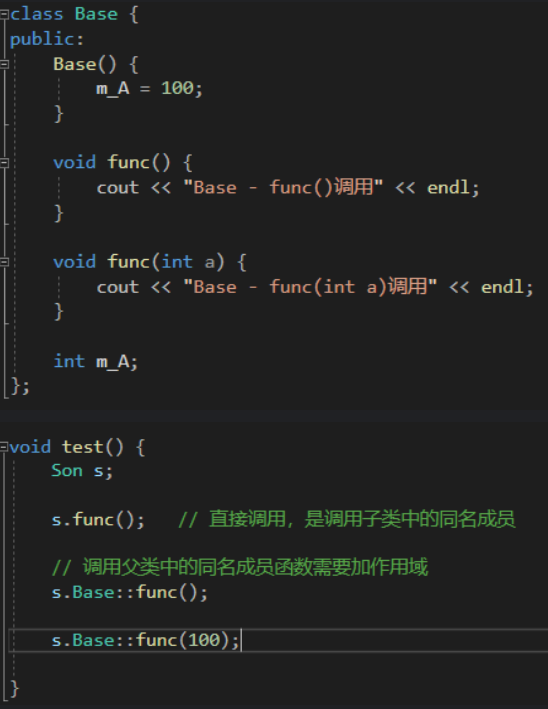 class Base {
public:
    Base() {
        m_A = 100;
    }
    void func() {
        cout << "Base - func()调用" << endl;
    }
    void func(int a) {
        cout << "Base - func(int a)调用" << endl;
    }
    int m_A;
};
void test() {
    Son s;
    s.func();   // 直接调用，是调用子类中的同名成员
    // 调用父类中的同名成员函数需要加作用域
    s.Base::func();
    s.Base::func(100);
}